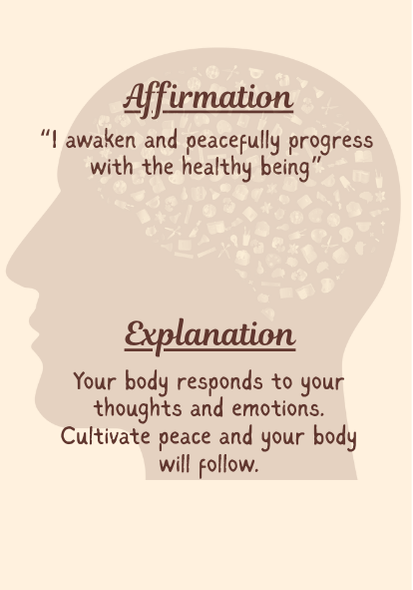 Affirmation
“I awaken and peacefully progress
with the healthy being”
Explanation
Your body responds to your
thoughts and emotions.
Cultivate peace and your body
will follow.